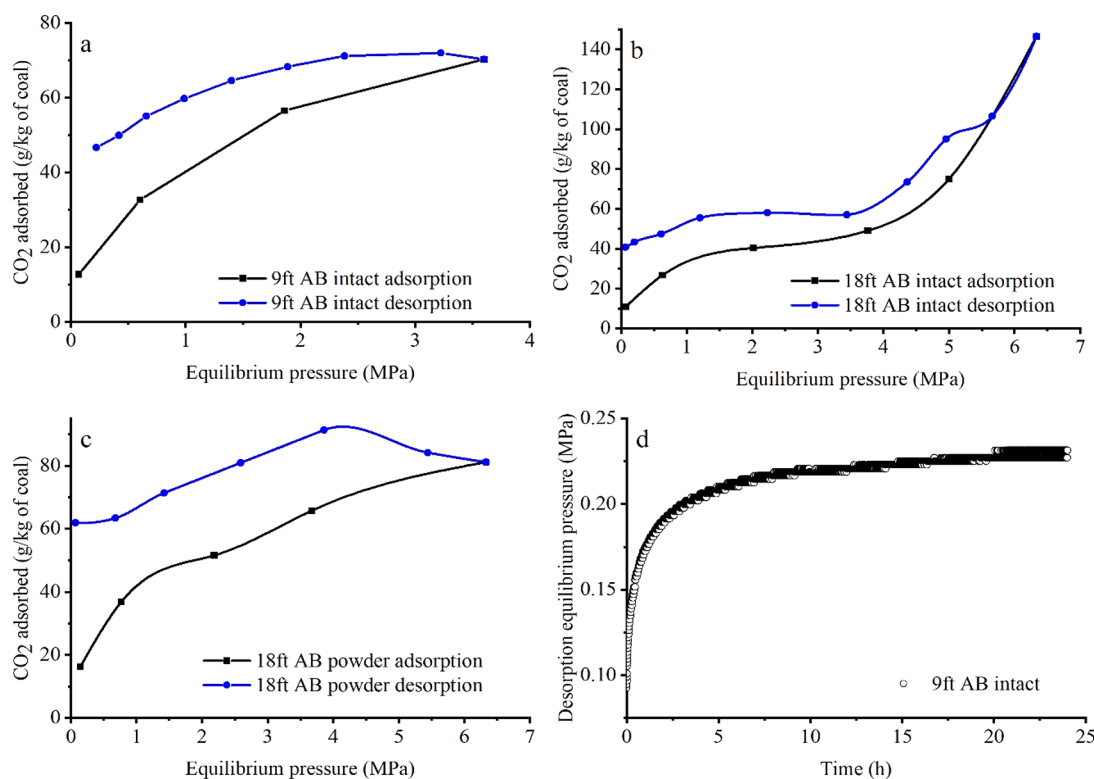 a
CO₂ adsorbed (g/kg of coal)
80
60
40
20
0
0 1 2 3 4
Equilibrium pressure (MPa)
9ft AB intact adsorption
9ft AB intact desorption
b
CO₂ adsorbed (g/kg of coal)
140
120
100
80
60
40
20
0
0 1 2 3 4 5 6 7
Equilibrium pressure (MPa)
18ft AB intact adsorption
18ft AB intact desorption
c
CO₂ adsorbed (g/kg of coal)
80
60
40
20
0
0 1 2 3 4 5 6 7
Equilibrium pressure (MPa)
18ft AB powder adsorption
18ft AB powder desorption
d
Desorption equilibrium pressure (MPa)
0.25
0.20
0.15
0.10
0 5 10 15 20 25
Time (h)
9ft AB intact